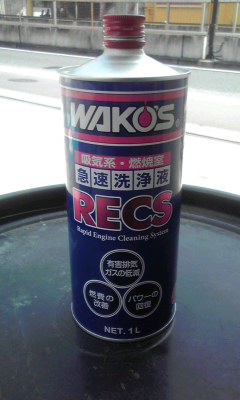 WAKO'S
吸気系・燃焼室
急速洗浄液
RECS
Rapid Engine Cleaning System
有害排気
ガスの低減
燃費の
改善
パワーの
回復
NET. 1L